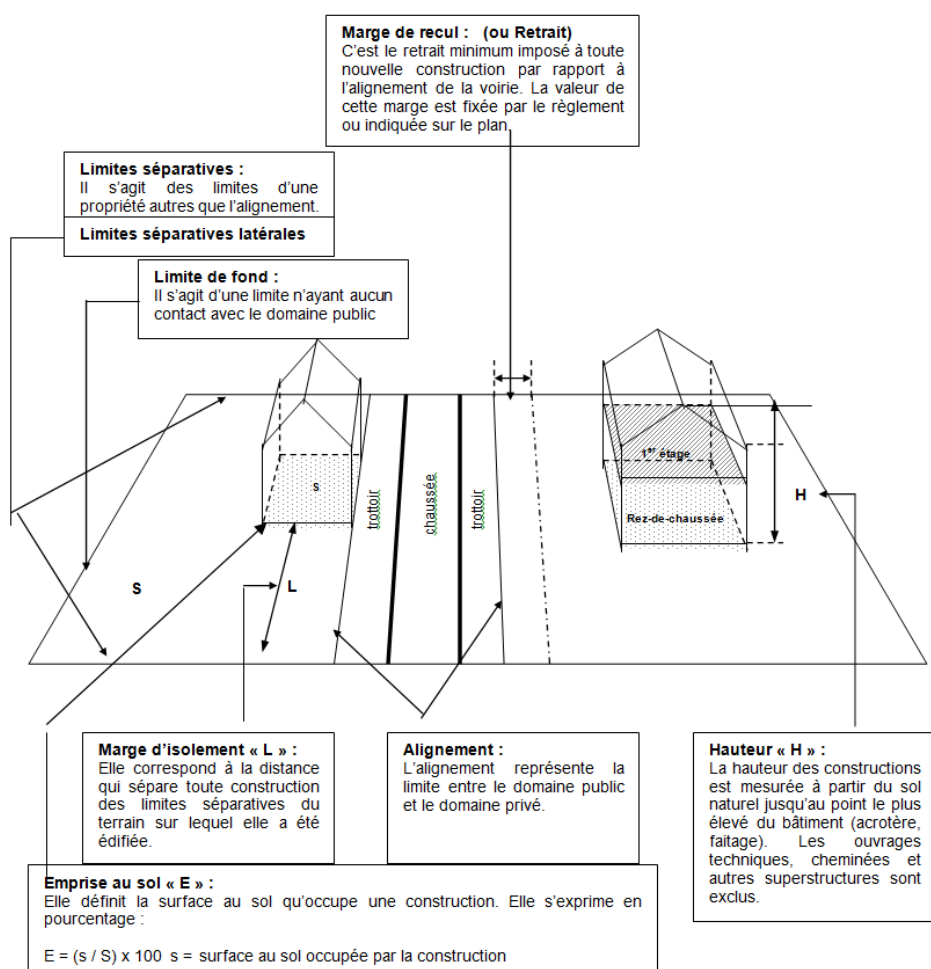 Marge de recul : (ou Retrait)
C'est le retrait minimum imposé à toute
nouvelle construction par rapport à
l'alignement de la voirie. La valeur de
cette marge est fixée par le règlement
ou indiquée sur le plan.
Limites séparatives :
Il s'agit des limites d'une
propriété autres que l'alignement.
Limites séparatives latérales
Limite de fond :
Il s'agit d'une limite n'ayant aucun
contact avec le domaine public
s
trottoir
chaussée
trottoir
1er étage
Rez-de-chaussée
H
S
L
Marge d'isolement « L » :
Elle correspond à la distance
qui sépare toute construction
des limites séparatives du
terrain sur lequel elle a été
édifiée.
Alignement :
L'alignement représente la
limite entre le domaine public
et le domaine privé.
Hauteur « H » :
La hauteur des constructions
est mesurée à partir du sol
naturel jusqu'au point le plus
élevé du bâtiment (acrotère,
faitage). Les ouvrages
techniques, cheminées et
autres superstructures sont
exclus.
Emprise au sol « E » :
Elle définit la surface au sol qu'occupe une construction. Elle s'exprime en
pourcentage :
E = (s / S) x 100 s = surface au sol occupée par la construction